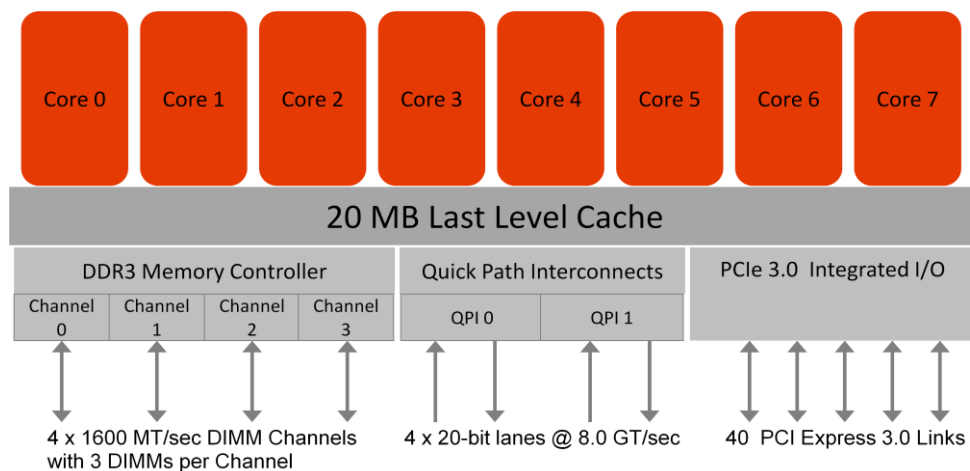 Core 0
Core 1
Core 2
Core 3
Core 4
Core 5
Core 6
Core 7
20 MB Last Level Cache
DDR3 Memory Controller
Channel
0
Channel
1
Channel
2
Channel
3
Quick Path Interconnects
QPI 0
QPI 1
PCIe 3.0 Integrated I/O
4 x 1600 MT/sec DIMM Channels
with 3 DIMMs per Channel
4 x 20-bit lanes @ 8.0 GT/sec
40 PCI Express 3.0 Links